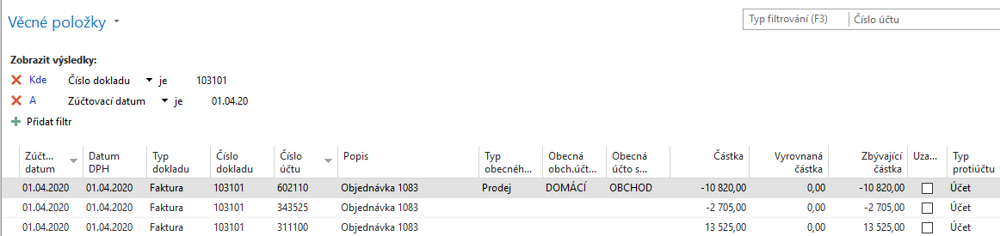 Věcné položky
Typ filtrování (F3) Číslo účtu
Zobrazit výsledky:
Kde Číslo dokladu je 103101
A Zúčtovací datum je 01.04.20
Přidat filtr
Zúčt... datum Datum DPH Typ dokladu Číslo dokladu Číslo účtu Popis Typ obecnéh... Obecná obch.účt... Obecná účto s... Částka Vyrovnaná částka Zbývající částka Uza... Typ protiúčtu
01.04.2020 01.04.2020 Faktura 103101 602110 Objednávka 1083 Prodej DOMÁCÍ OBCHOD -10 820,00 0,00 -10 820,00 Účet
01.04.2020 01.04.2020 Faktura 103101 343525 Objednávka 1083 -2 705,00 0,00 -2 705,00 Účet
01.04.2020 01.04.2020 Faktura 103101 311100 Objednávka 1083 13 525,00 0,00 13 525,00 Účet